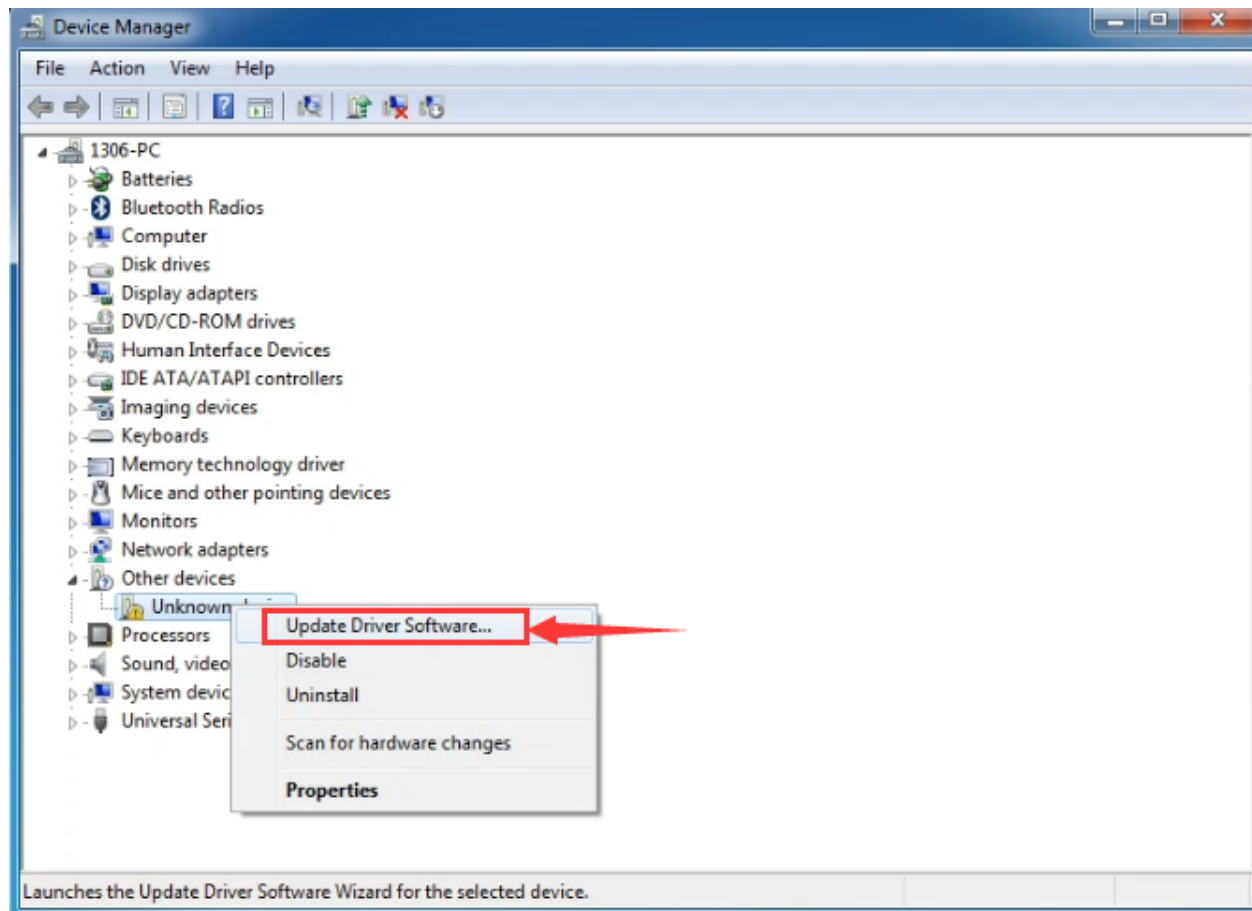 Device Manager
File Action View Help
1306-PC
Batteries
Bluetooth Radios
Computer
Disk drives
Display adapters
DVD/CD-ROM drives
Human Interface Devices
IDE ATA/ATAPI controllers
Imaging devices
Keyboards
Memory technology driver
Mice and other pointing devices
Monitors
Network adapters
Other devices
Unknown
Update Driver Software...
Processors
Sound, video
Disable
System devic
Uninstall
Universal Seri
Scan for hardware changes
Properties
Launches the Update Driver Software Wizard for the selected device.